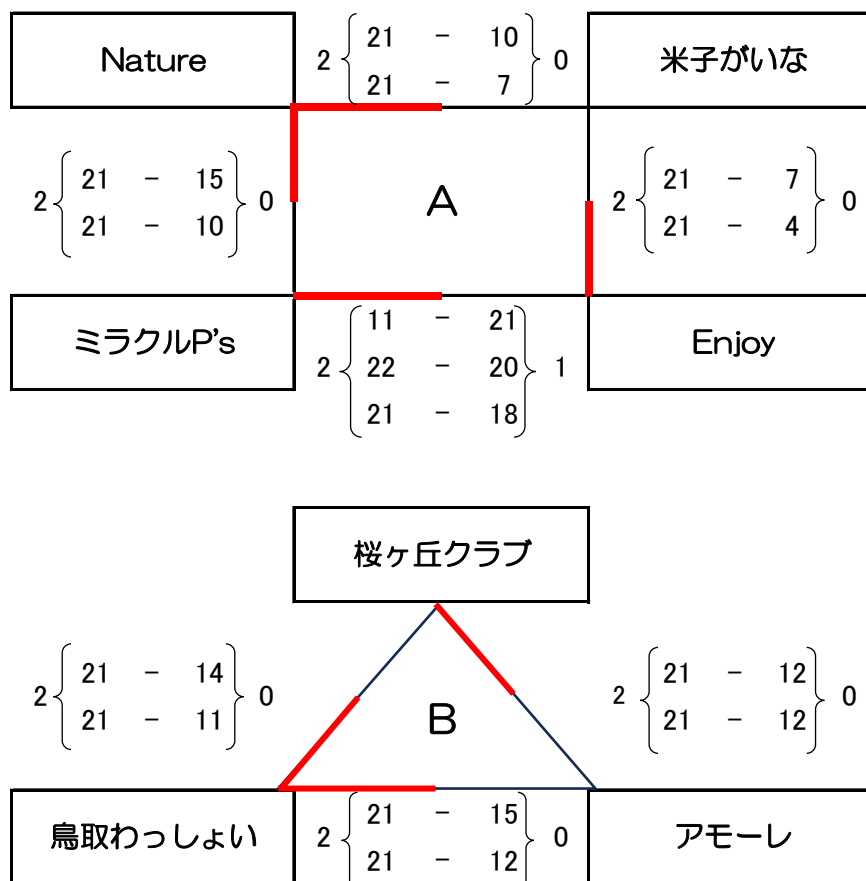 Nature 2 21 - 10 0 米子がいな
21 - 7
2 21 - 15 0 A 2 21 - 7 0
21 - 10 21 - 4
ミラクルP's 2 11 - 21 1 Enjoy
22 - 20
21 - 18
桜ヶ丘クラブ
2 21 - 14 0 B 2 21 - 12 0
21 - 11 21 - 12
鳥取わっしょい 2 21 - 15 0 アモーレ
21 - 12